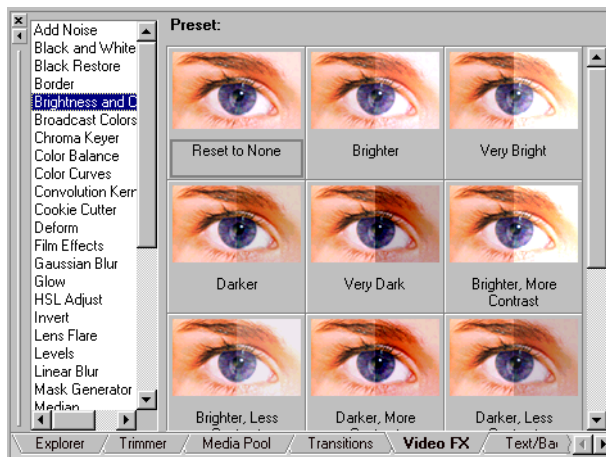 Preset:
Add Noise
Black and White
Black Restore
Border
Brightness and C
Broadcast Colors
Chroma Keyer
Color Balance
Color Curves
Convolution Kerr
Cookie Cutter
Deform
Film Effects
Gaussian Blur
Glow
HSL Adjust
Invert
Lens Flare
Levels
Linear Blur
Mask Generator
Median
Reset to None
Brighter
Very Bright
Darker
Very Dark
Brighter, More
Contrast
Brighter, Less
Darker, More
Darker, Less
Explorer
Trimmer
Media Pool
Transitions
Video FX
Text/Bac